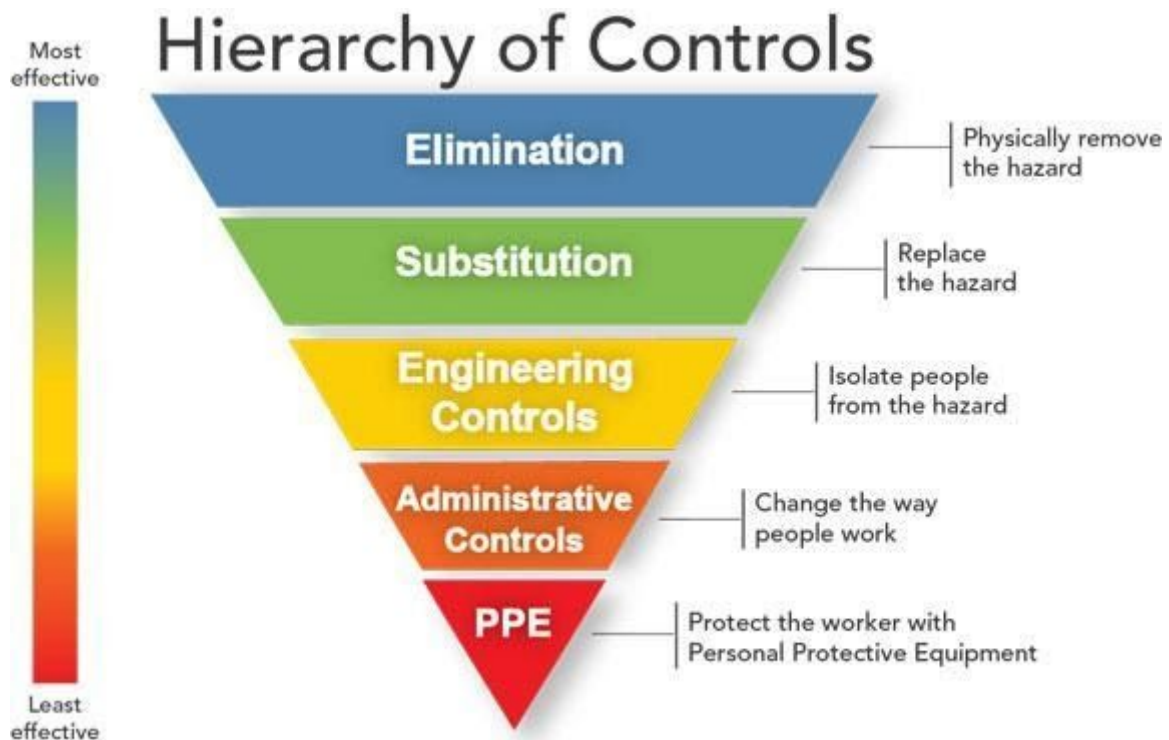 Hierarchy of Controls
Most
effective
Elimination
Physically remove
the hazard
Substitution
Replace
the hazard
Engineering
Controls
Isolate people
from the hazard
Administrative
Controls
Change the way
people work
PPE
Protect the worker with
Personal Protective Equipment
Least
effective